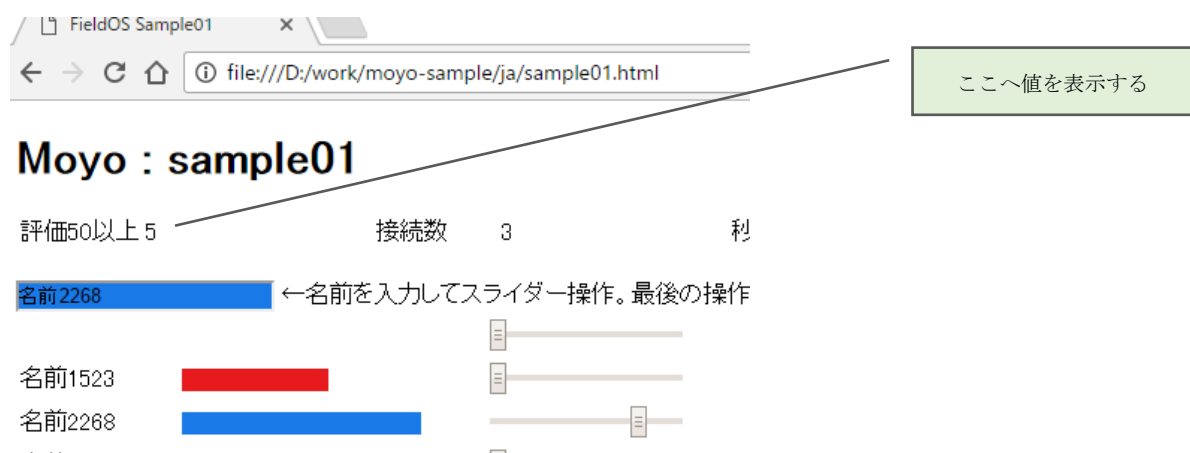 FieldOS Sample01
file:///D:/work/moyo-sample/ja/sample01.html
ここへ値を表示する
Moyo : sample01
評価50以上 5 接続数 3 秒
名前2268 ←名前を入力してスライダー操作。最後の操作
名前1523
名前2268